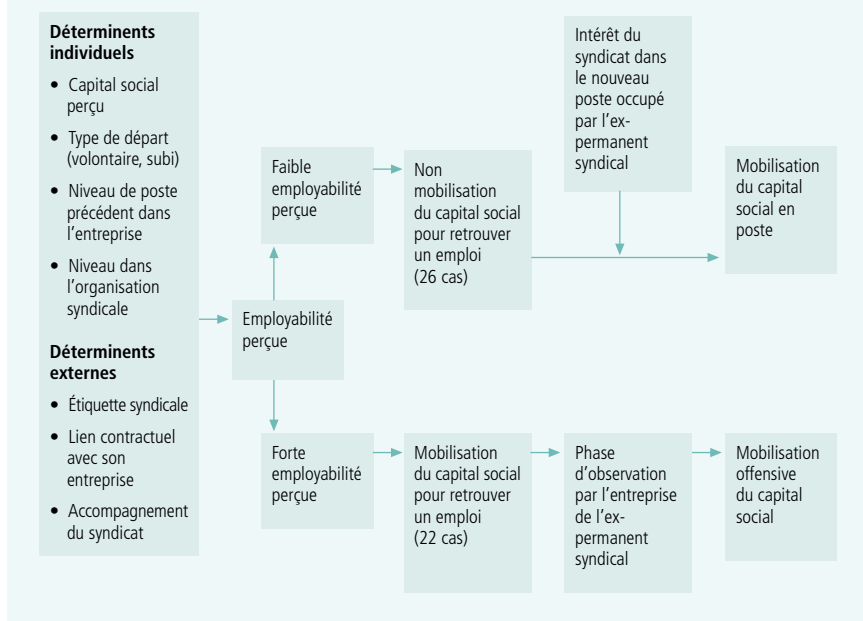 Déterminents
individuels
• Capital social
perçu
• Type de départ
(volontaire, subi)
• Niveau de poste
précédent dans
l'entreprise
• Niveau dans
l'organisation
syndicale
Déterminents
externes
• Étiquette syndicale
• Lien contractuel
avec son
entreprise
• Accompagnement
du syndicat
Employabilité
perçue
Faible
employabilité
perçue
Non
mobilisation
du capital social
pour retrouver
un emploi
(26 cas)
Intérêt du
syndicat dans
le nouveau
poste occupé
par l'ex-
permanent
syndical
Mobilisation
du capital
social en
poste
Forte
employabilité
perçue
Mobilisation
du capital social
pour retrouver
un emploi
(22 cas)
Phase
d'observation
par l'entreprise
de l'ex-
permanent
syndical
Mobilisation
offensive
du capital
social